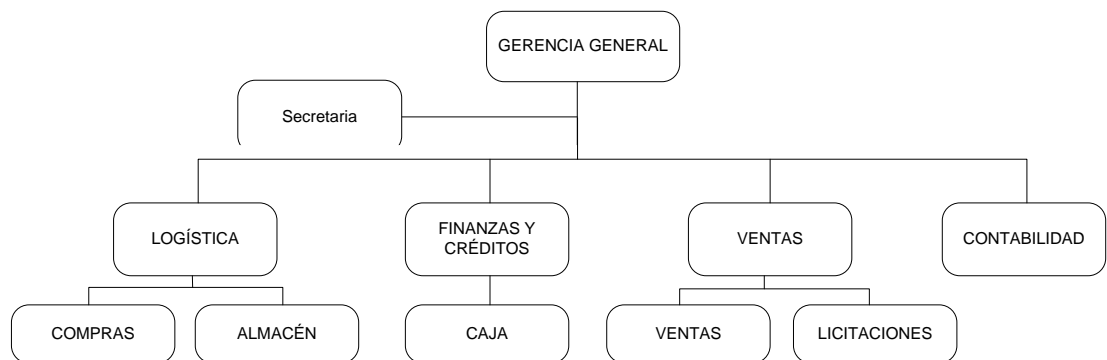 GERENCIA GENERAL
Secretaria
LOGÍSTICA
FINANZAS Y
CRÉDITOS
VENTAS
CONTABILIDAD
COMPRAS
ALMACÉN
CAJA
VENTAS
LICITACIONES